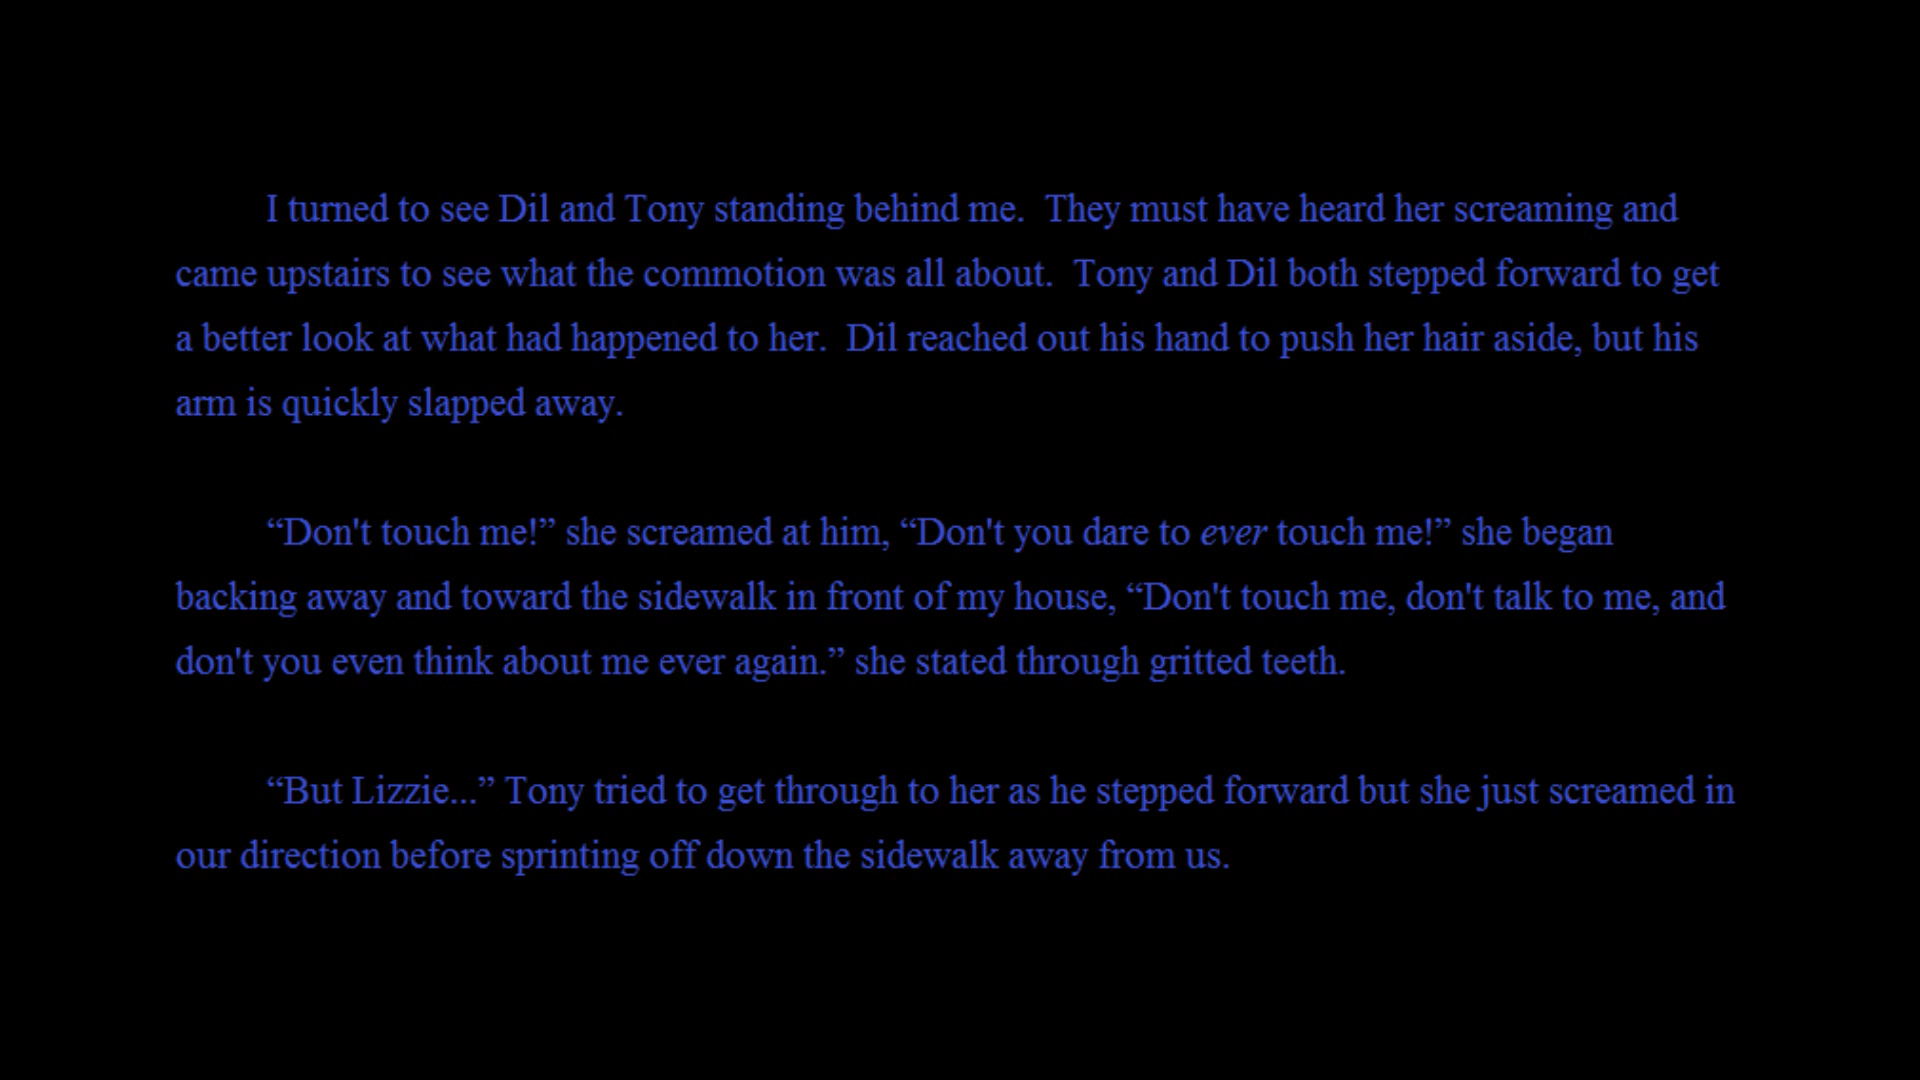 I turned to see Dil and Tony standing behind me.  They must have heard her screaming and
came upstairs to see what the commotion was all about.  Tony and Dil both stepped forward to get
a better look at what had happened to her.  Dil reached out his hand to push her hair aside, but his
arm is quickly slapped away.
“Don't touch me!” she screamed at him, “Don't you dare to ever touch me!” she began
backing away and toward the sidewalk in front of my house, “Don't touch me, don't talk to me, and
don't you even think about me ever again.” she stated through gritted teeth.
“But Lizzie...” Tony tried to get through to her as he stepped forward but she just screamed in
our direction before sprinting off down the sidewalk away from us.